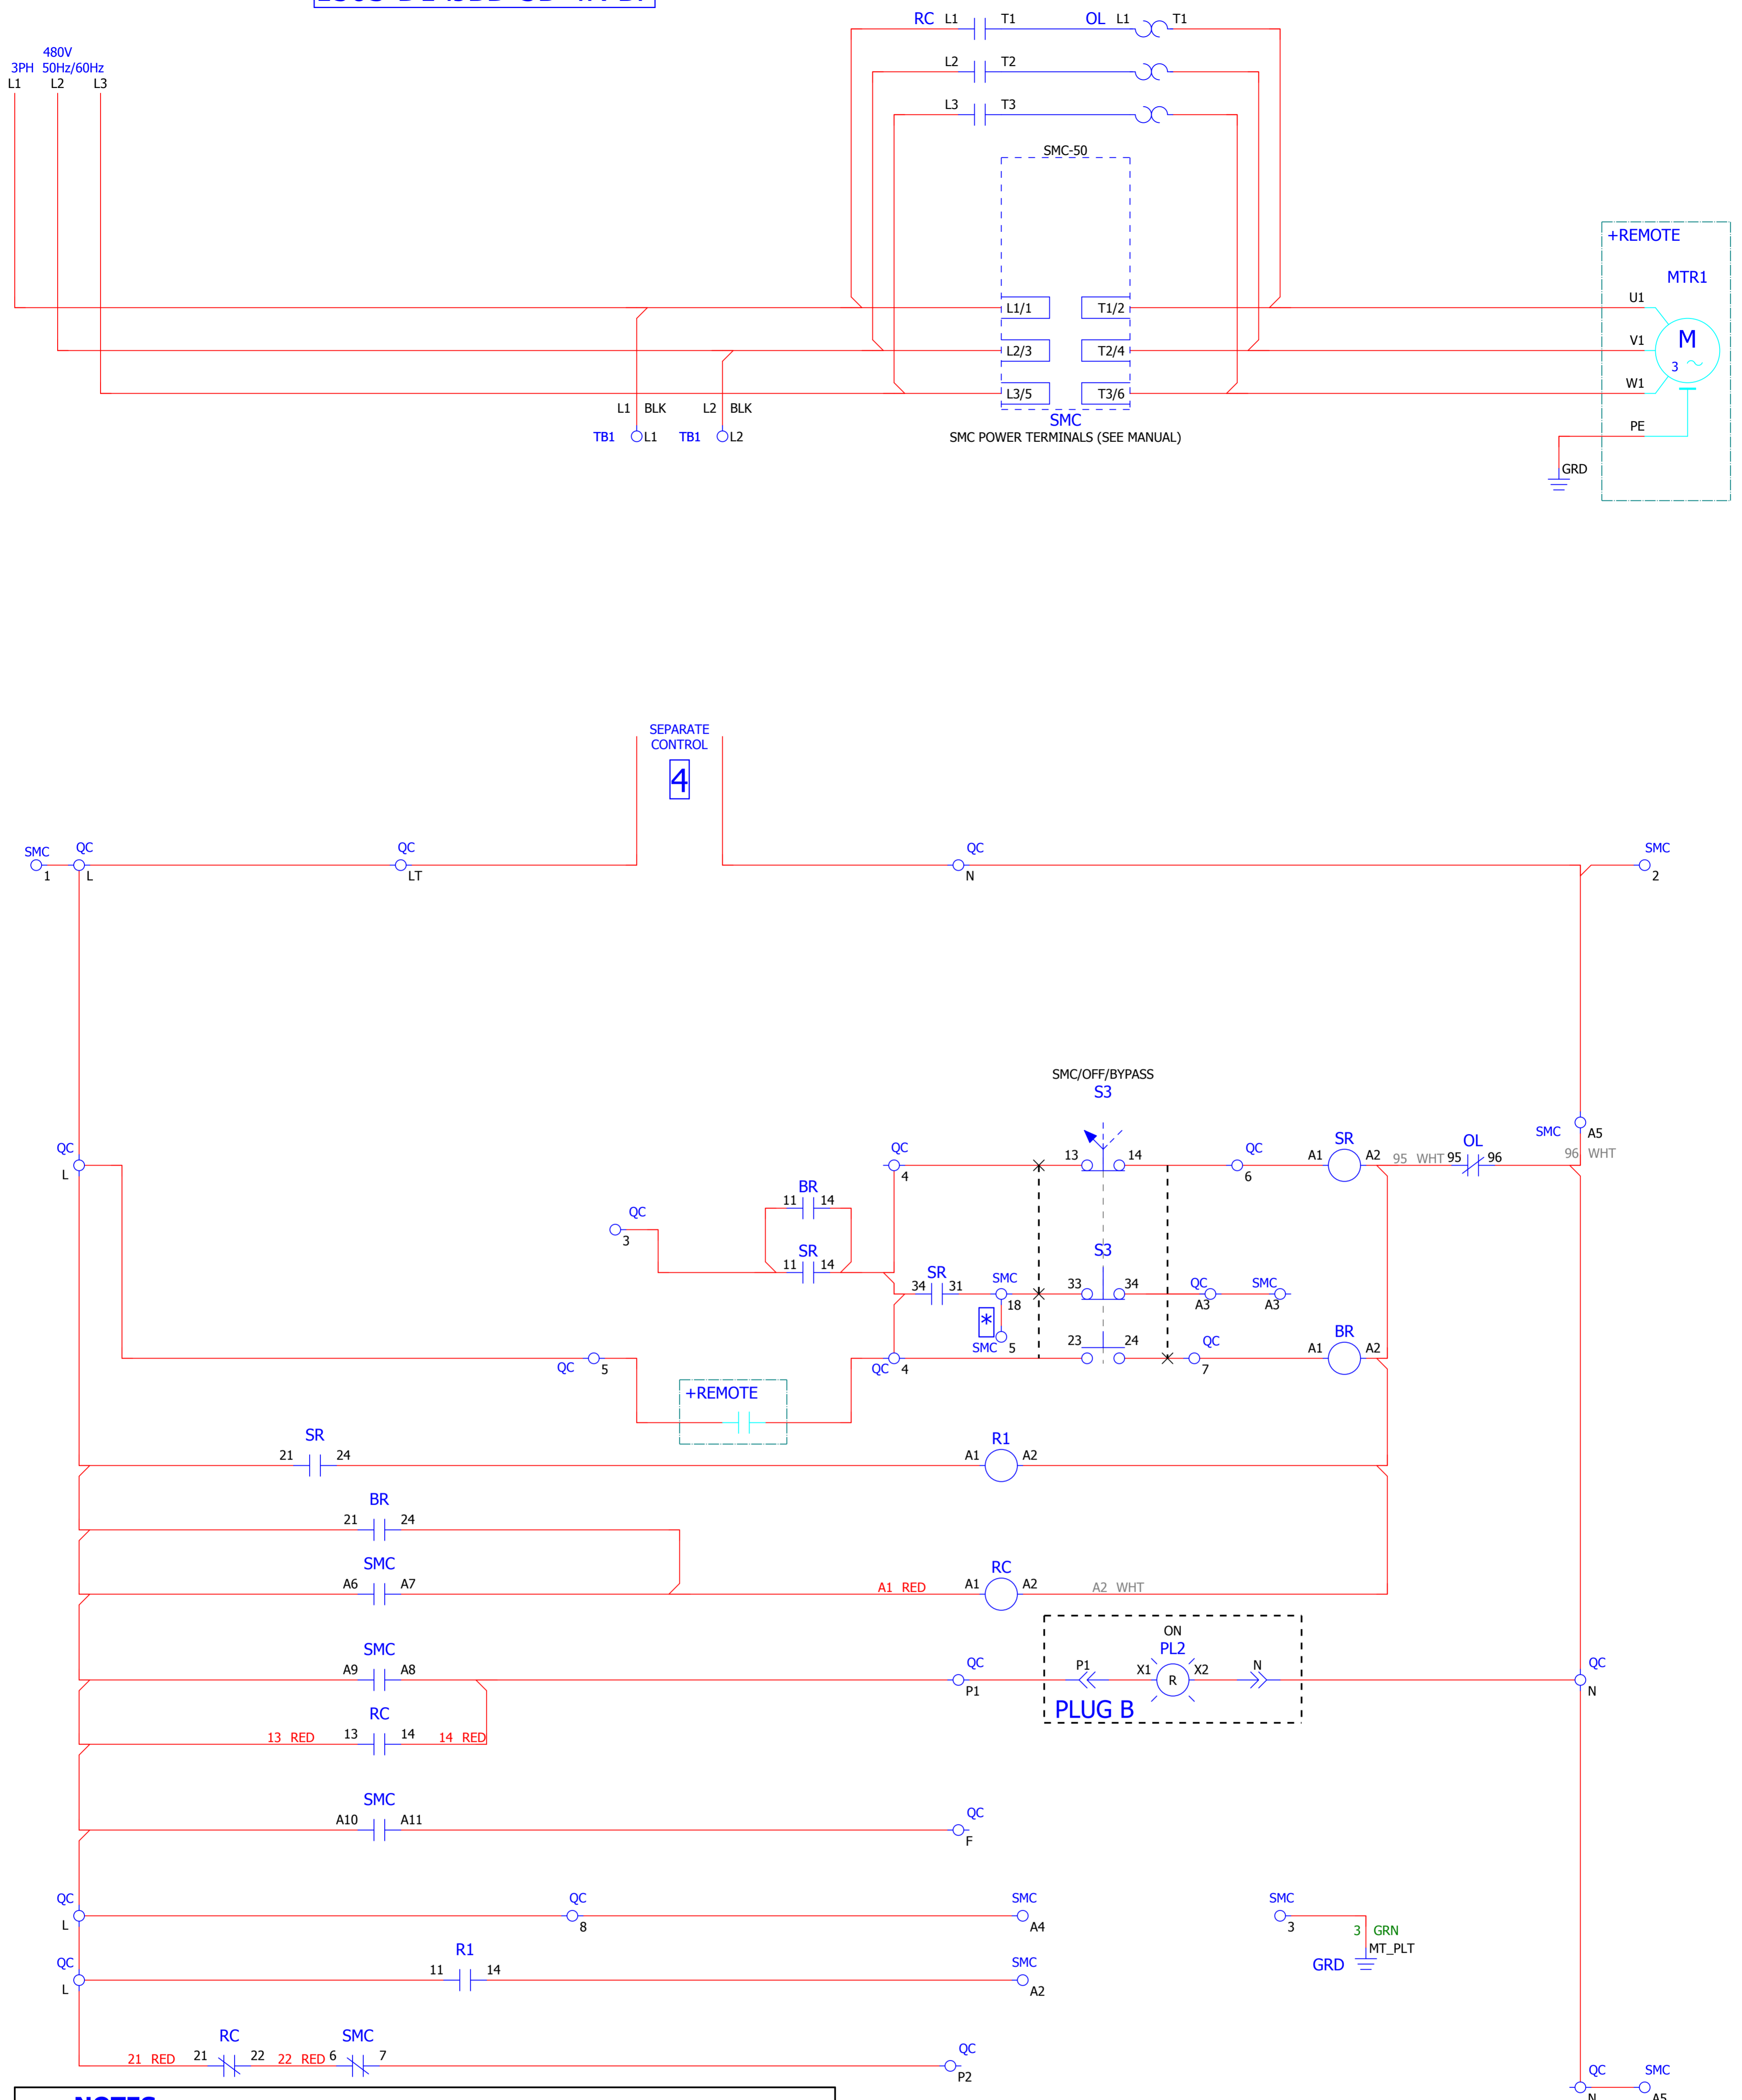 480V
3PH 50Hz/60Hz
L1 L2 L3
RC L1 T1 OL L1 T1
L2 T2
L3 T3
SMC-50
+REMOTE
MTR1
L1/1 T1/2 U1
L2/3 T2/4 V1
M
3
L3/5 T3/6 W1
L1 BLK L2 BLK
TB1 L1 TB1 L2
SMC
SMC POWER TERMINALS (SEE MANUAL)
PE
GRD
SEPARATE
CONTROL
4
SMC QC QC QC SMC
1 L LT N 2
SMC/OFF/BYPASS
S3
SMC A5
QC QC 13 14 QC SR OL
L 4 6 A1 A2 95 WHT 95 96 96 WHT
BR
11 14
QC
3
SR
11 14
S3
SR SMC
34 31 18 33 34 QC SMC
A3 A3
*
SMC 5
23 24 QC BR
QC 5 QC 4 7 A1 A2
+REMOTE
SR R1
21 24 A1 A2
BR
21 24
SMC RC
A6 A7 A1 RED A1 A2 A2 WHT
ON
SMC PL2
A9 A8 QC P1 P1 X1 R X2 N QC N
PLUG B
RC
13 RED 13 14 14 RED
SMC
A10 A11 QC
F
QC QC SMC SMC
L 8 A4 3
3 GRN
MT_PLT
GRD
QC R1 SMC
L 11 14 A2
RC SMC
21 RED 21 22 22 RED 6 7 QC
P2
QC SMC
N A5